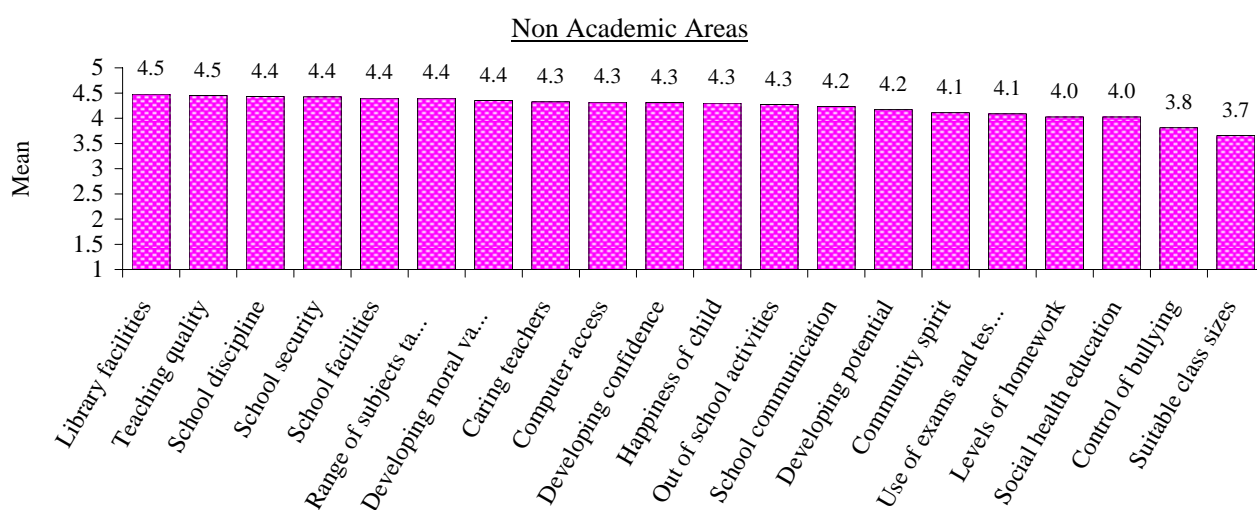 Non Academic Areas
4.5 4.5 4.4 4.4 4.4 4.4 4.4 4.3 4.3 4.3 4.3 4.3 4.2 4.2 4.1 4.1 4.0 4.0 3.8 3.7
Mean
5
4.5
4
3.5
3
2.5
2
1.5
1
Library facilities
Teaching quality
School discipline
School security
School facilities
Range of subjects ta...
Developing moral va...
Caring teachers
Computer access
Developing confidence
Happiness of child
Out of school activities
School communication
Developing potential
Community spirit
Use of exams and tes...
Levels of homework
Social health education
Control of bullying
Suitable class sizes